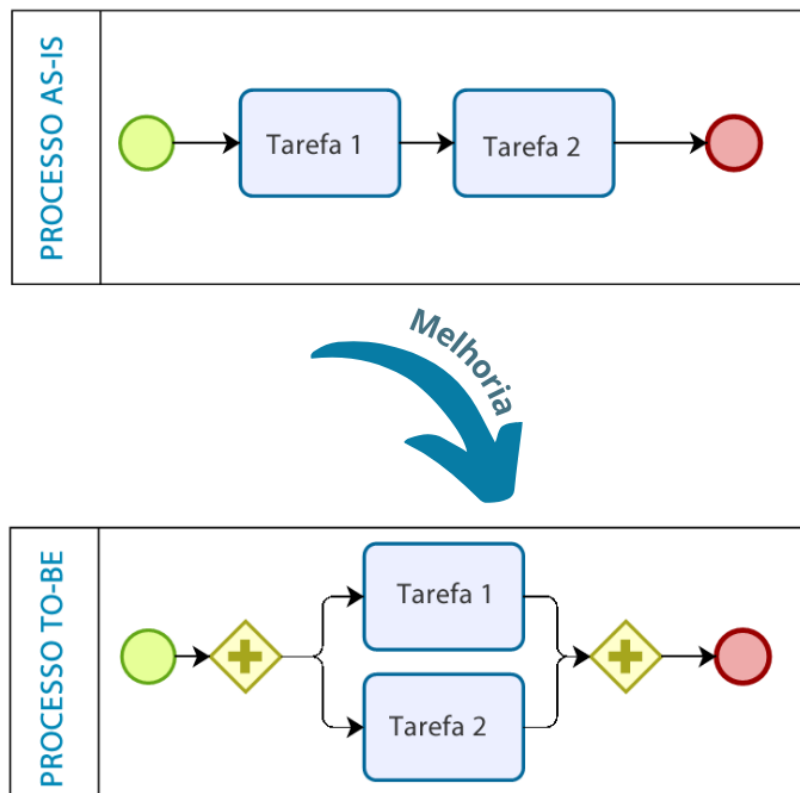 PROCESSO AS-IS
Tarefa 1
Tarefa 2
Melhoria
PROCESSO TO-BE
Tarefa 1
Tarefa 2